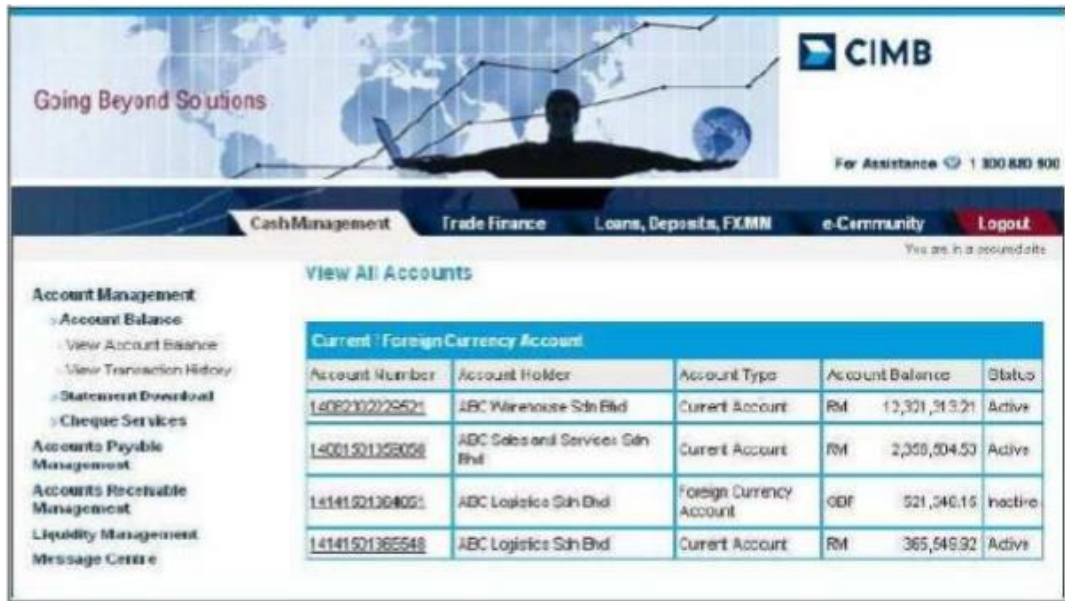 CIMB
Going Beyond Solutions
For Assistance 1 300 880 900
Cash Management Trade Finance Loans, Deposits, FX,MN e-Community Logout
You are in a secured site
View All Accounts
Account Management
Account Balance
View Account Balance
View Transaction History
Statement Download
Cheque Services
Accounts Payable
Management
Accounts Receivable
Management
Liquidity Management
Message Centre
Current Foreign Currency Account
Account Number Account Holder Account Type Account Balance Status
ABC Warehouse Sdn Bhd Current Account RM Active
ABC Sales and Services Sdn
Bhd
Current Account RM Active
ABC Logistics Sdn Bhd
Foreign Currency
Account
Inactive
ABC Logistics Sdn Bhd Current Account RM Active